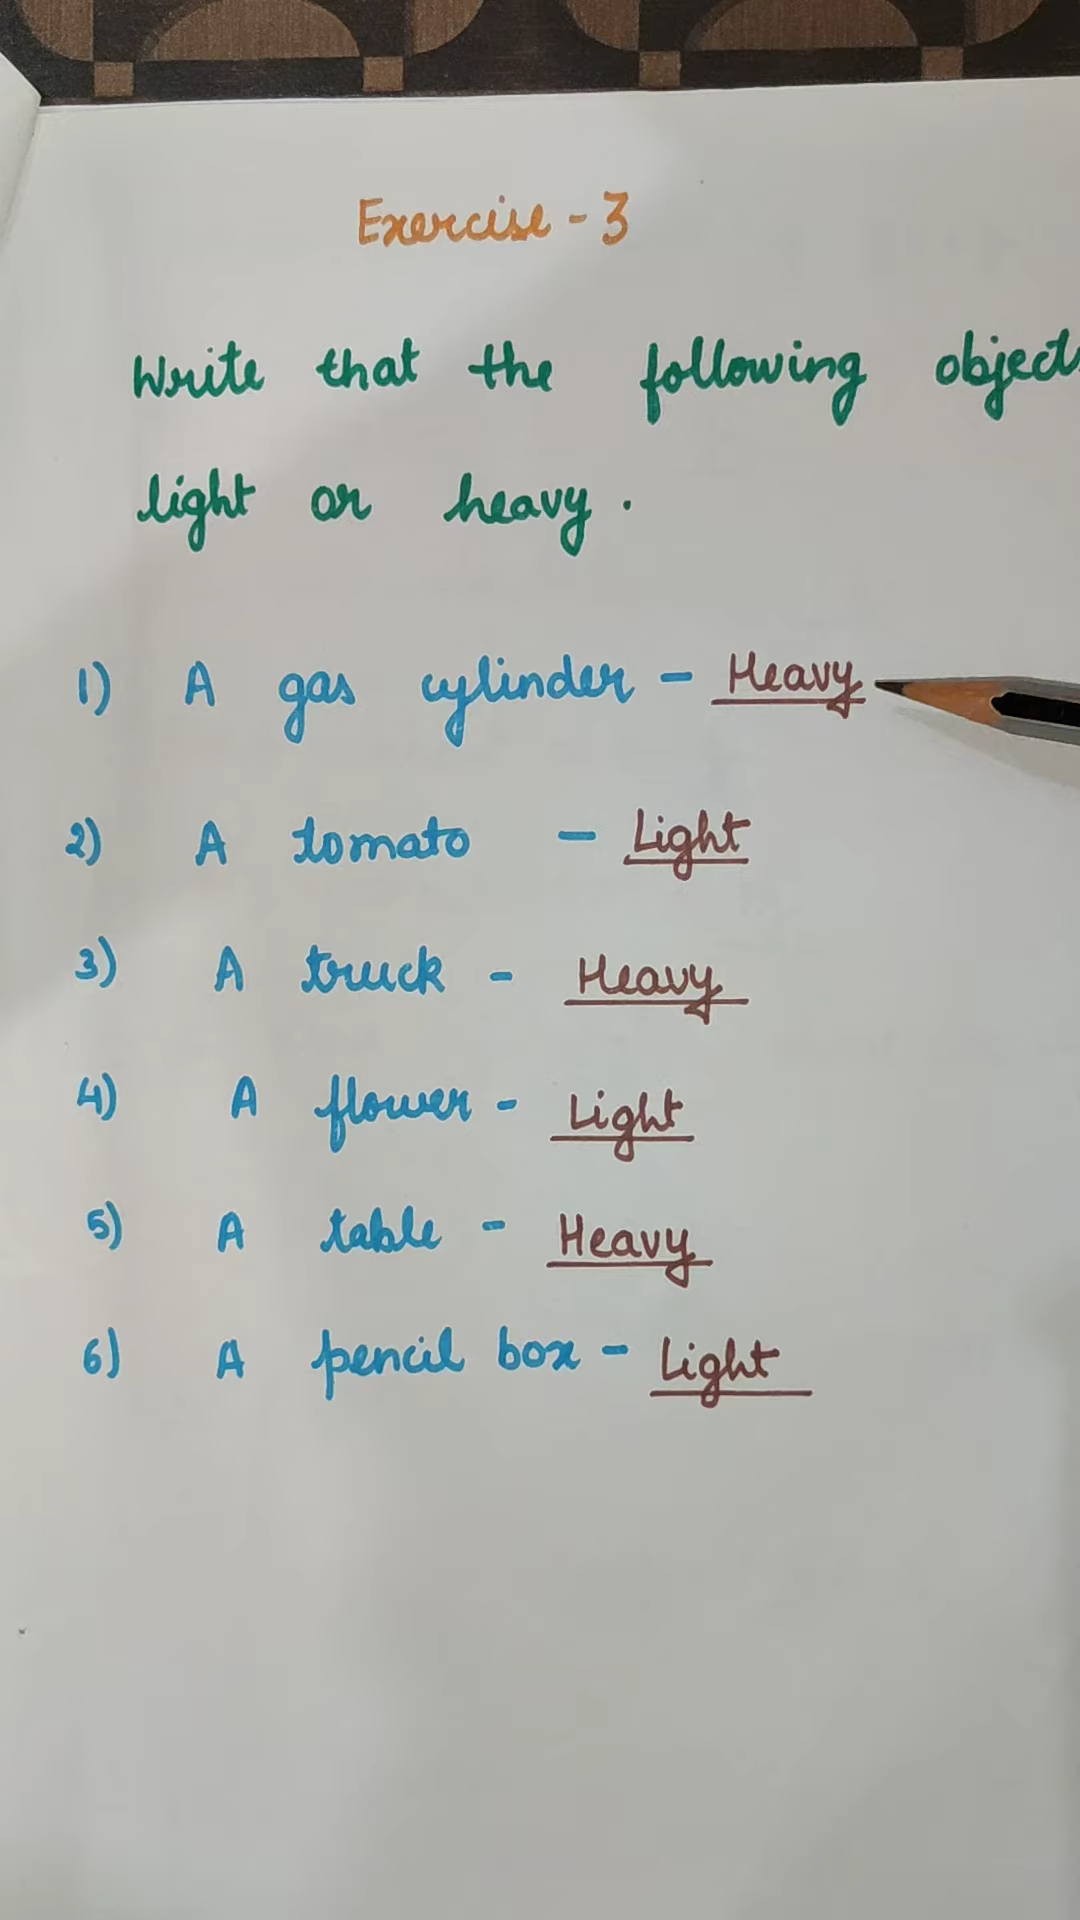 Exercise - 3
Write that the following objects
light or heavy.
1) A gas cylinder - Heavy
2) A tomato - Light
3) A truck - Heavy
4) A flower - Light
5) A table - Heavy
6) A pencil box - Light